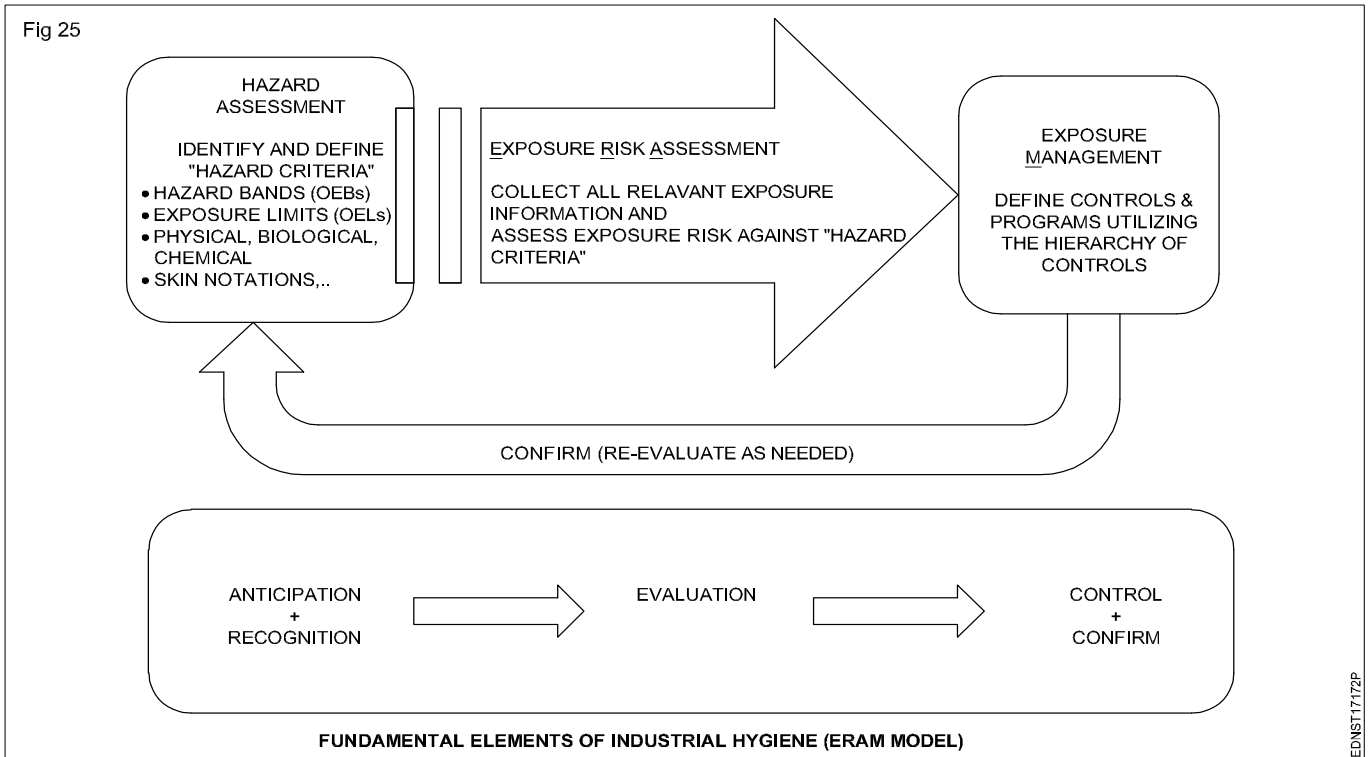 Fig 25
HAZARD
ASSESSMENT
IDENTIFY AND DEFINE
"HAZARD CRITERIA"
• HAZARD BANDS (OEBs)
• EXPOSURE LIMITS (OELs)
• PHYSICAL, BIOLOGICAL,
CHEMICAL
• SKIN NOTATIONS,..
EXPOSURE RISK ASSESSMENT
COLLECT ALL RELAVANT EXPOSURE
INFORMATION AND
ASSESS EXPOSURE RISK AGAINST "HAZARD
CRITERIA"
EXPOSURE
MANAGEMENT
DEFINE CONTROLS &
PROGRAMS UTILIZING
THE HIERARCHY OF
CONTROLS
CONFIRM (RE-EVALUATE AS NEEDED)
ANTICIPATION
+
RECOGNITION
EVALUATION
CONTROL
+
CONFIRM
FUNDAMENTAL ELEMENTS OF INDUSTRIAL HYGIENE (ERAM MODEL)
EDNST17172P